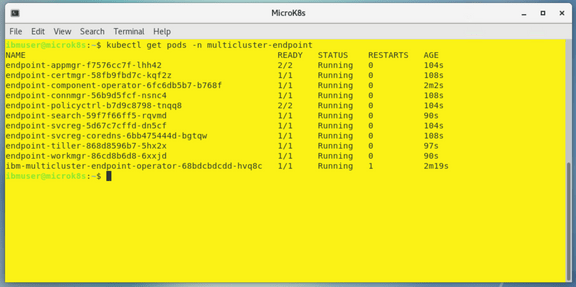 MicroK8s
File Edit View Search Terminal Help
ibmuser@microk8s:~$ kubectl get pods -n multicluster-endpoint
NAME READY STATUS RESTARTS AGE
endpoint-appmgr-f7576cc7f-lhh42 2/2 Running 0 104s
endpoint-certmgr-58fb9fbd7c-kqf2z 1/1 Running 0 108s
endpoint-component-operator-6fc6db5b7-b768f 1/1 Running 0 2m2s
endpoint-connmgr-56b9d5fcf-nsnc4 1/1 Running 0 108s
endpoint-policyctrl-b7d9c8798-tnqq8 2/2 Running 0 104s
endpoint-search-59f7f66ff5-rqvmd 1/1 Running 0 90s
endpoint-svcreg-5d67c7cffd-dn5cf 1/1 Running 0 104s
endpoint-svcreg-coredns-6bb475444d-bgtqw 1/1 Running 0 108s
endpoint-tiller-868d8596b7-5hx2x 1/1 Running 0 97s
endpoint-workmgr-86cd8b6d8-6xxjd 1/1 Running 0 90s
ibm-multicluster-endpoint-operator-68bdcbdcdd-hvq8c 1/1 Running 1 2m19s
ibmuser@microk8s:~$